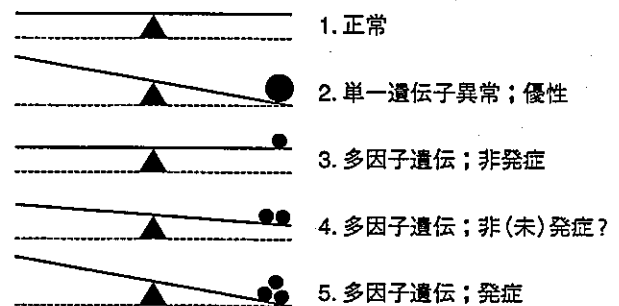 1. 正常
2. 単一遺伝子異常；優性
3. 多因子遺伝；非発症
4. 多因子遺伝；非(未)発症?
5. 多因子遺伝；発症